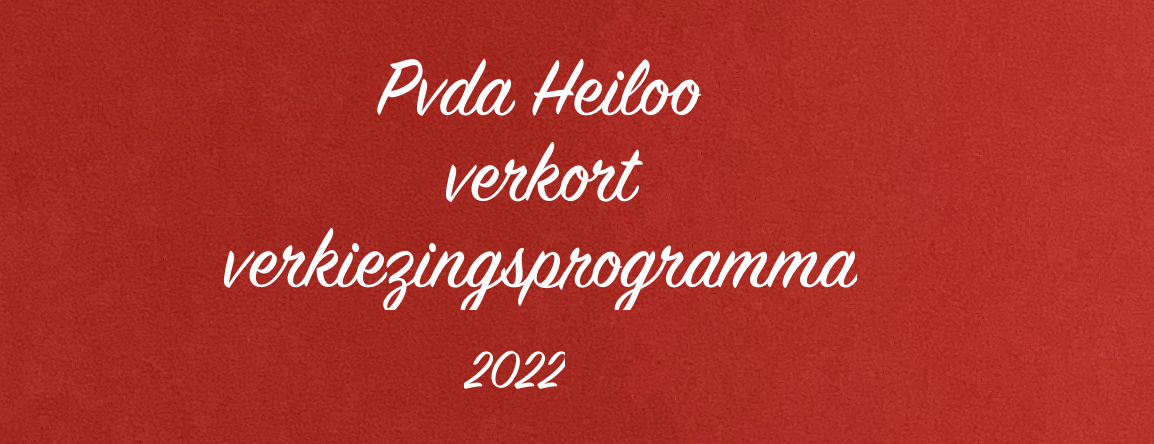 Pvda Heiloo
verkort
verkiezingsprogramma
2022